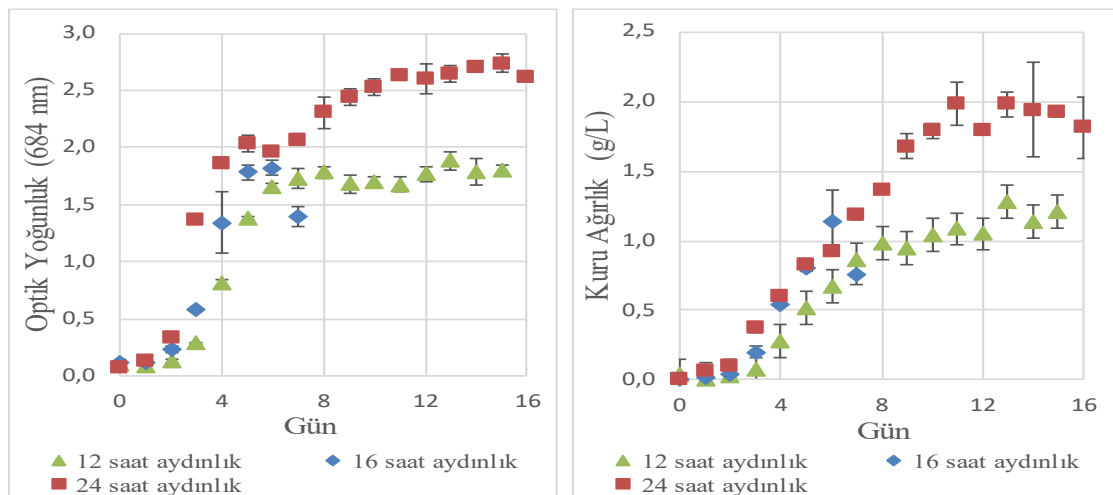 3,0
2,5
2,0
1,5
1,0
0,5
0,0
Optik Yoğunluk (684 nm)
0 4 8 12 16
Gün
12 saat aydınlık
16 saat aydınlık
24 saat aydınlık
2,5
2,0
1,5
1,0
0,5
0,0
Kuru Ağırlık (g/L)
0 4 8 12 16
Gün
12 saat aydınlık
16 saat aydınlık
24 saat aydınlık